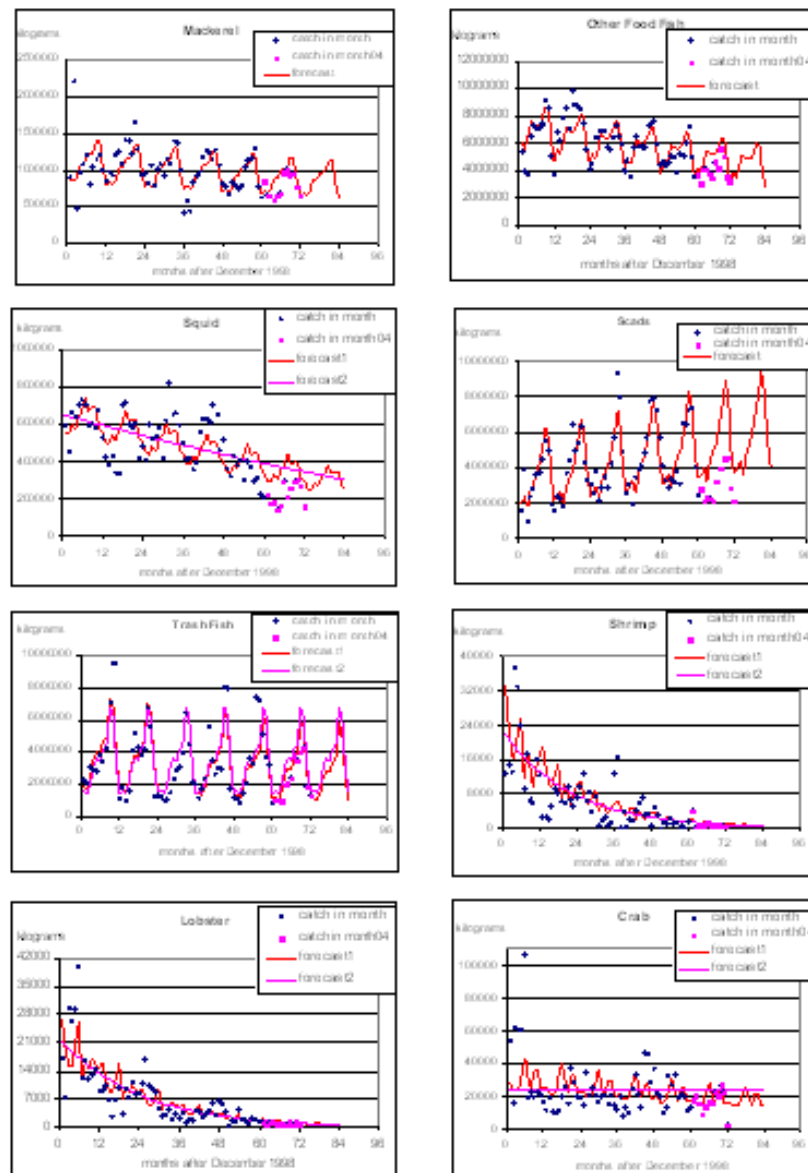 Mackerel
kilograms
catch in month
catch in month04
forecast
2500000
2000000
1500000
1000000
500000
0
0 12 24 36 48 60 72 84 96
months after December 1998
Other Food Fish
kilograms
catch in month
catch in month04
forecast
12000000
10000000
8000000
6000000
4000000
2000000
0
0 12 24 36 48 60 72 84 96
months after December 1998
Squid
kilograms
catch in month
catch in month04
forecast1
forecast2
1000000
800000
600000
400000
200000
0
0 12 24 36 48 60 72 84 96
months after December 1998
Scads
kilograms
catch in month
catch in month04
forecast
10000000
8000000
6000000
4000000
2000000
0
0 12 24 36 48 60 72 84 96
months after December 1998
Trash Fish
kilograms
catch in month
catch in month04
forecast1
forecast2
10000000
8000000
6000000
4000000
2000000
0
0 12 24 36 48 60 72 84 96
months after December 1998
Shrimp
kilograms
catch in month
catch in month04
forecast1
forecast2
40000
32000
24000
16000
8000
0
0 12 24 36 48 60 72 84 96
months after December 1998
Lobster
kilograms
catch in month
catch in month04
forecast1
forecast2
42000
35000
28000
21000
14000
7000
0
0 12 24 36 48 60 72 84 96
months after December 1998
Crab
kilograms
catch in month
catch in month04
forecast1
forecast2
100000
80000
60000
40000
20000
0
0 12 24 36 48 60 72 84 96
months after December 1998